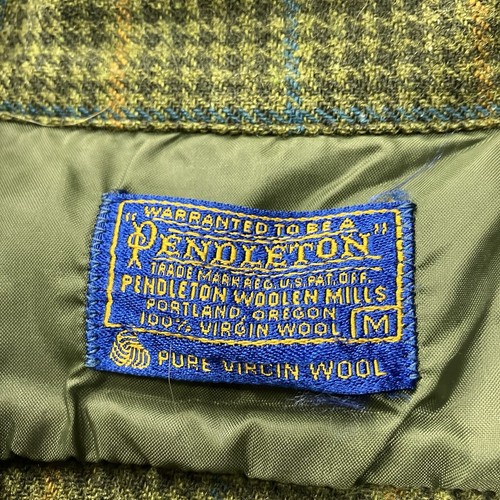 "WARRANTED TO BE A"
PENDLETON
TRADE MARK REG. U.S. PAT. OFF.
PENDLETON WOOLEN MILLS
PORTLAND, OREGON
100% VIRGIN WOOL M
PURE VIRGIN WOOL